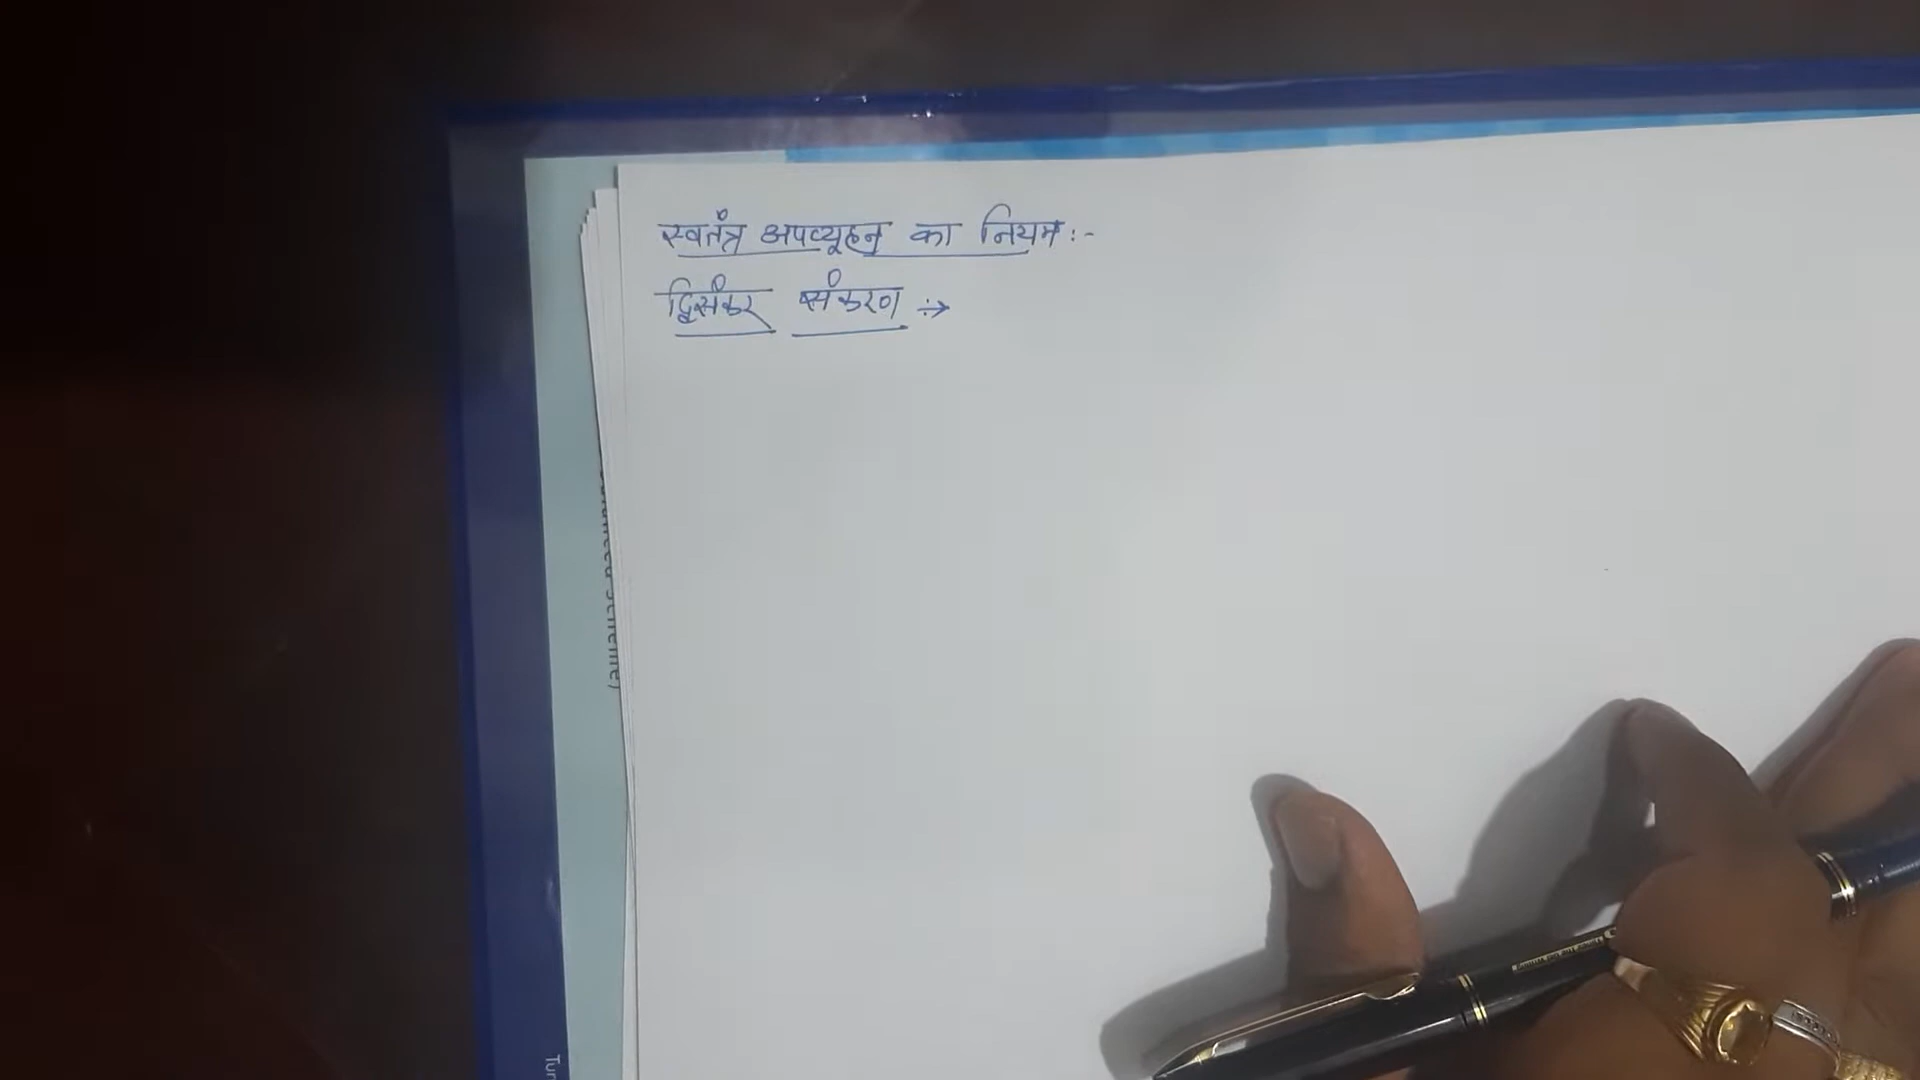 स्वतंत्र अपव्यूहन का नियम :-
द्विसंकर संकरण ÷>